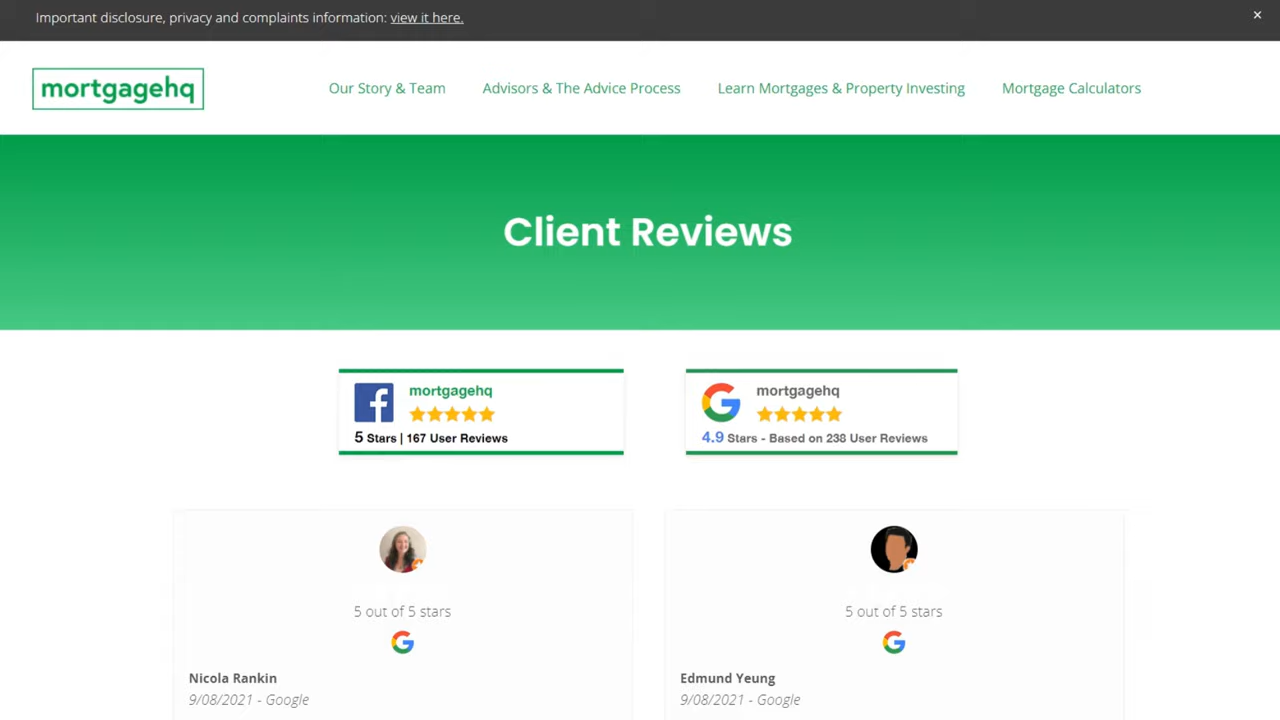 Important disclosure, privacy and complaints information: view it here.
×
mortgagehq
Our Story & Team
Advisors & The Advice Process
Learn Mortgages & Property Investing
Mortgage Calculators
Client Reviews
mortgagehq
5 Stars | 167 User Reviews
mortgagehq
4.9 Stars - Based on 238 User Reviews
5 out of 5 stars
Nicola Rankin
9/08/2021 - Google
5 out of 5 stars
Edmund Yeung
9/08/2021 - Google